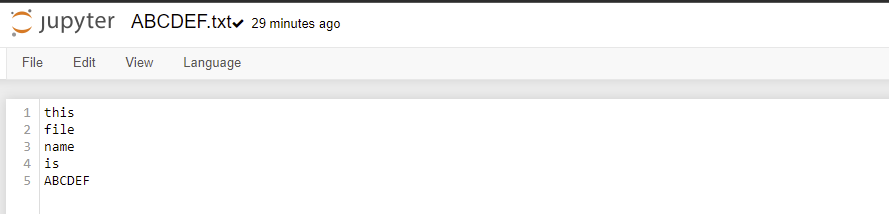 jupyter ABCDEF.txt✔ 29 minutes ago
File Edit View Language
1 this
2 file
3 name
4 is
5 ABCDEF